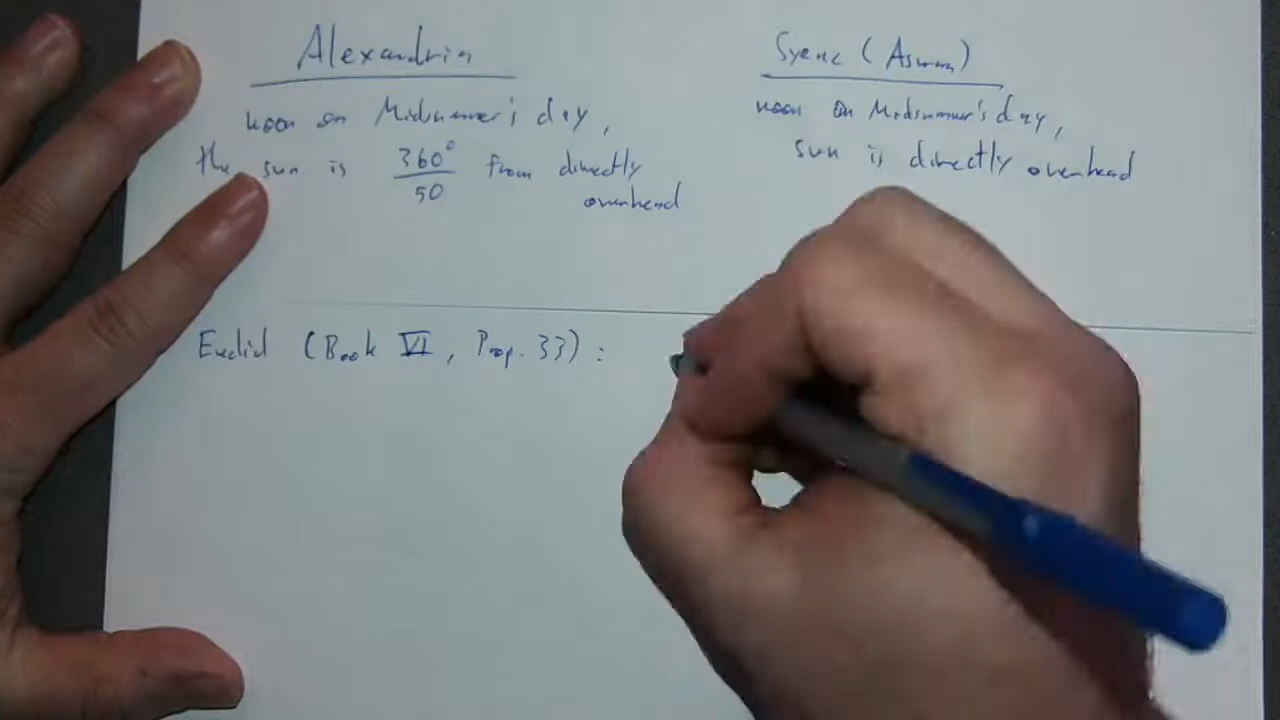 Alexandria
noon on Midsummer's day,
the sun is 360°/50 from directly
overhead
Syene (Aswan)
noon on Midsummer's day,
sun is directly overhead
Euclid (Book VI, Prop. 33):